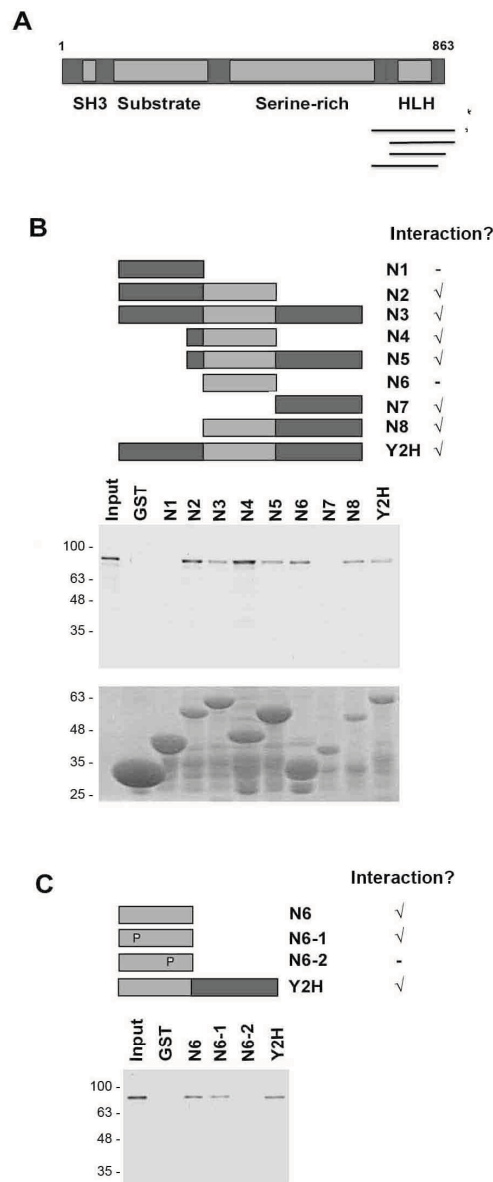 A
1 863
SH3 Substrate Serine-rich HLH
*
*
B
Interaction?
N1 -
N2 √
N3 √
N4 √
N5 √
N6 -
N7 √
N8 √
Y2H √
Input GST N1 N2 N3 N4 N5 N6 N7 N8 Y2H
100 -
63 -
48 -
35 -
63 -
48 -
35 -
25 -
C
Interaction?
N6 √
P N6-1 √
P N6-2 -
Y2H √
Input GST N6 N6-1 N6-2 Y2H
100 -
63 -
48 -
35 -